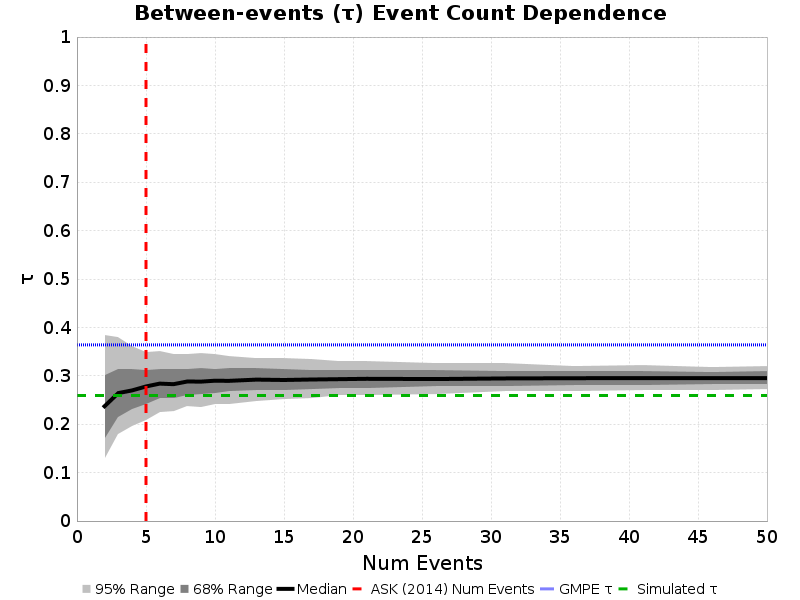 Between-events (τ) Event Count Dependence
1
0.9
0.8
0.7
0.6
0.5
0.4
0.3
0.2
0.1
0
τ
0 5 10 15 20 25 30 35 40 45 50
Num Events
95% Range 68% Range Median ASK (2014) Num Events GMPE τ Simulated τ